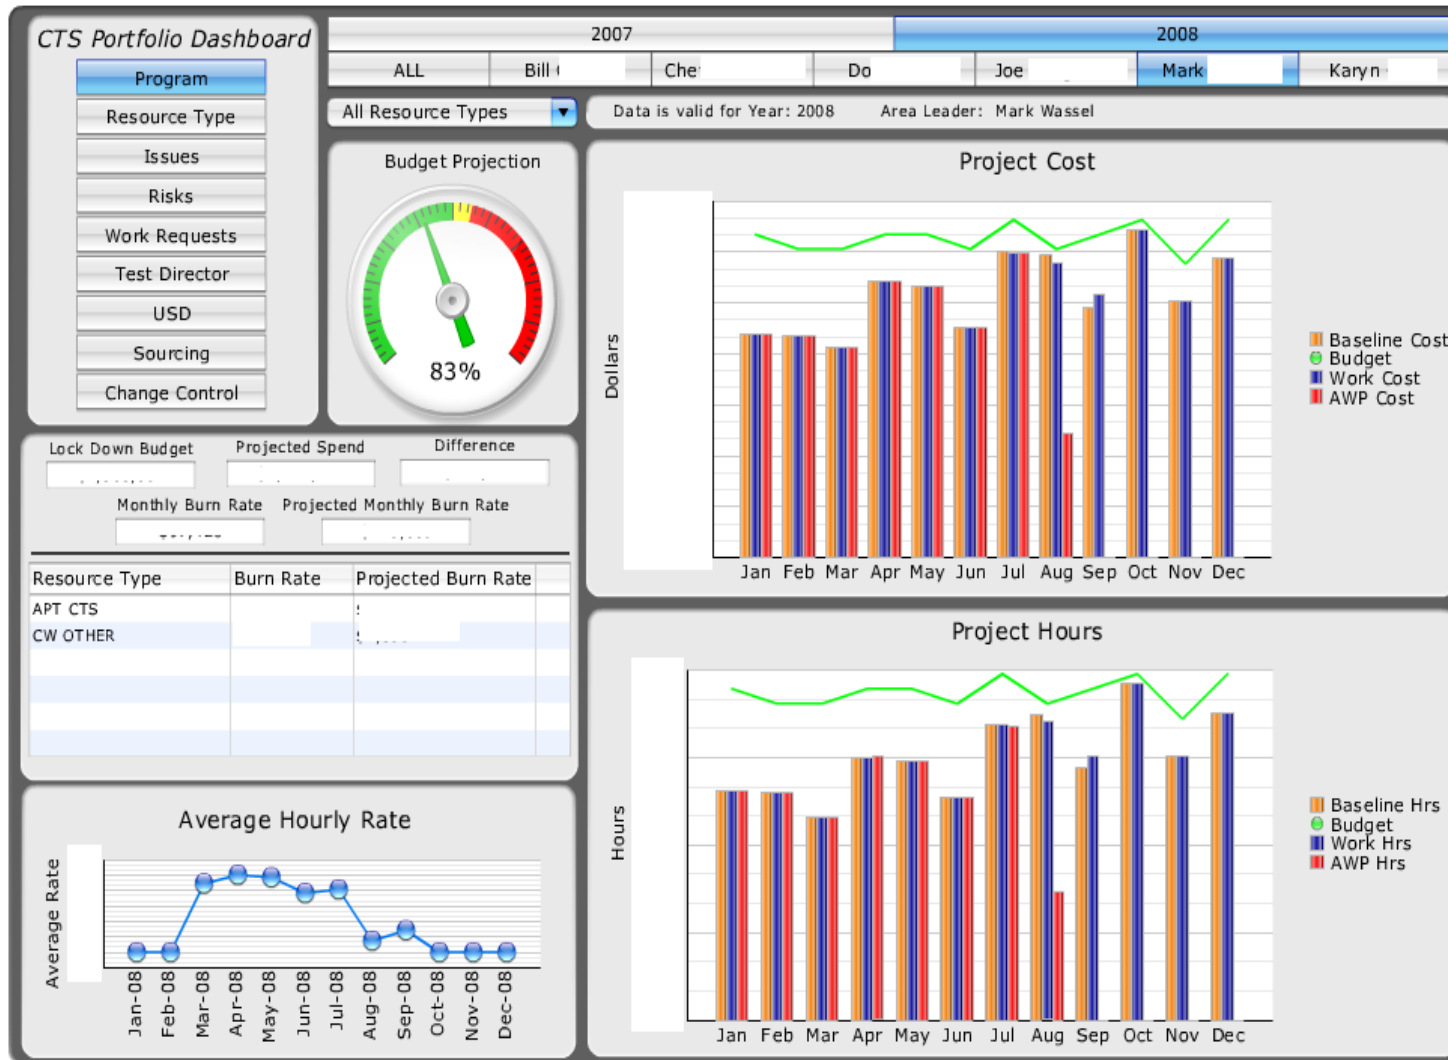 CTS Portfolio Dashboard
Program
Resource Type
Issues
Risks
Work Requests
Test Director
USD
Sourcing
Change Control
2007 2008
ALL Bill Che Do Joe Mark Karyn
All Resource Types
Data is valid for Year: 2008 Area Leader: Mark Wassel
Budget Projection
83%
Lock Down Budget Projected Spend Difference
Monthly Burn Rate Projected Monthly Burn Rate
Resource Type Burn Rate Projected Burn Rate
APT CTS
CW OTHER
Average Hourly Rate
Average Rate
Jan-08 Feb-08 Mar-08 Apr-08 May-08 Jun-08 Jul-08 Aug-08 Sep-08 Oct-08 Nov-08 Dec-08
Project Cost
Dollars
Jan Feb Mar Apr May Jun Jul Aug Sep Oct Nov Dec
Baseline Cost
Budget
Work Cost
AWP Cost
Project Hours
Hours
Jan Feb Mar Apr May Jun Jul Aug Sep Oct Nov Dec
Baseline Hrs
Budget
Work Hrs
AWP Hrs